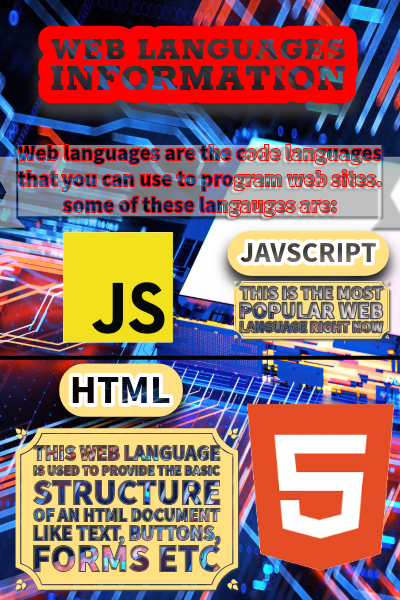 WEB LANGUAGES
INFORMATION
Web languages are the code languages
that you can use to program web sites.
some of these langauges are:
JS
JAVSCRIPT
THIS IS THE MOST
POPULAR WEB
LANGUAGE RIGHT NOW
HTML
THIS WEB LANGUAGE
IS USED TO PROVIDE THE BASIC
STRUCTURE
OF AN HTML DOCUMENT
LIKE TEXT, BUTTONS,
FORMS ETC
5